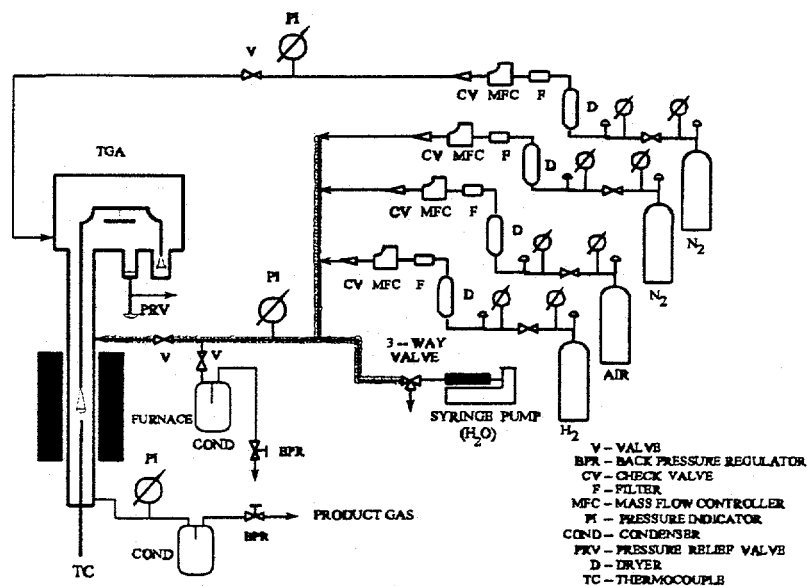 PI
V
CV MFC F
D
TGA
CV MFC F
D
N2
CV MFC F
D
N2
PI
CV MFC F
D
PRV
AIR
3 - WAY
VALVE
V
V
H2
FURNACE
COND
SYRINGE PUMP
(H2O)
BPR
PI
PRODUCT GAS
COND
BPR
TC
V - VALVE
BPR - BACK PRESSURE REGULATOR
CV - CHECK VALVE
F - FILTER
MFC - MASS FLOW CONTROLLER
PI - PRESSURE INDICATOR
COND - CONDENSER
PRV - PRESSURE RELIEF VALVE
D - DRYER
TC - THERMOCOUPLE